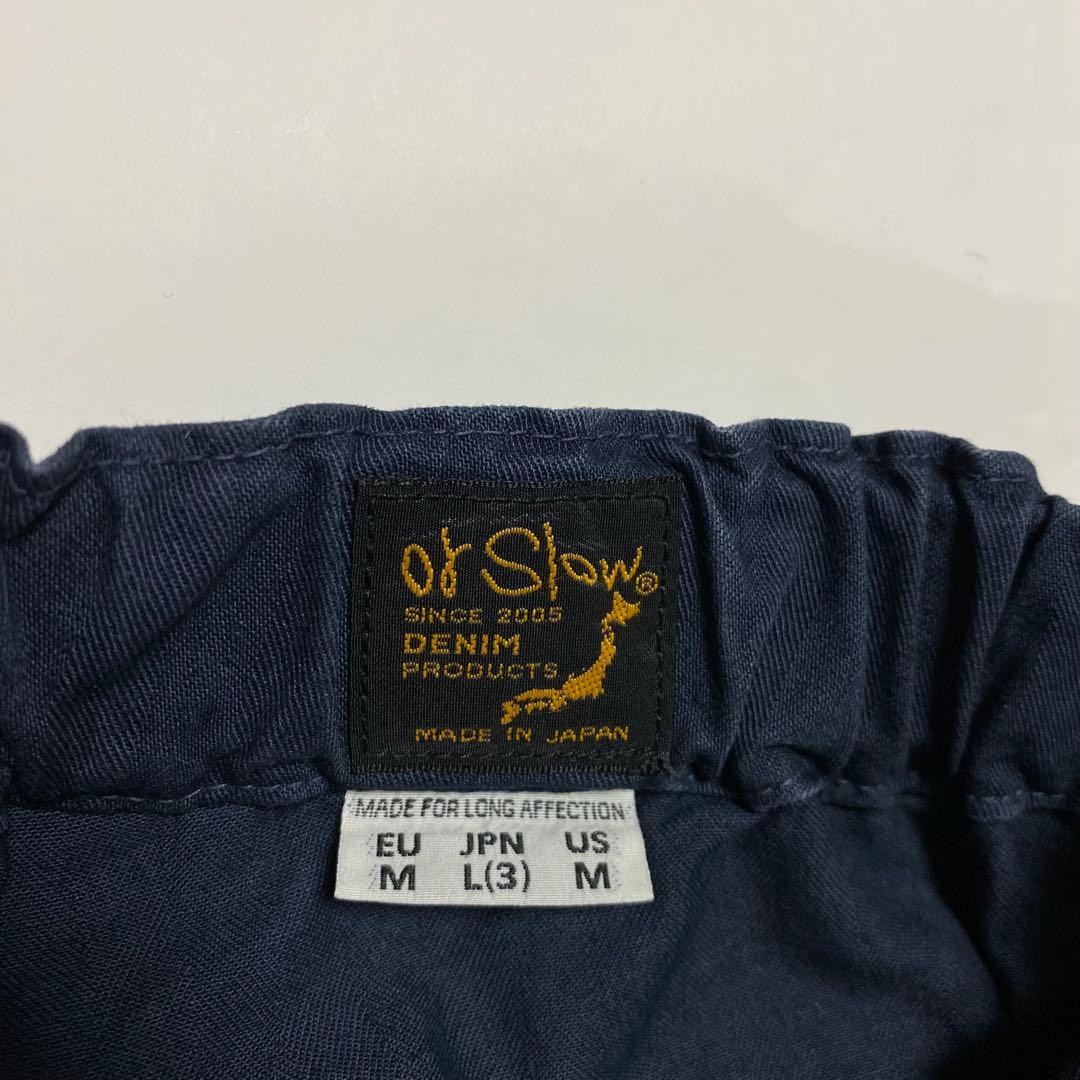 or Slow®
SINCE 2005
DENIM
PRODUCTS
MADE IN JAPAN
MADE FOR LONG AFFECTION
EU JPN US
M L(3) M